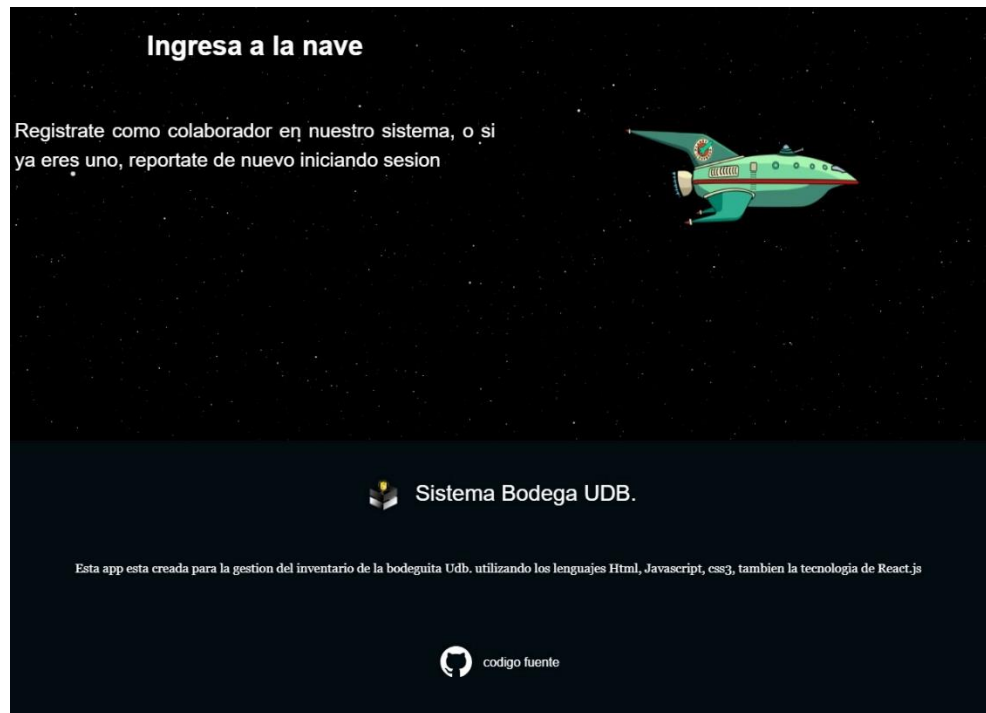 Ingresa a la nave
Registrate como colaborador en nuestro sistema, o si
ya eres uno, reportate de nuevo iniciando sesion
Sistema Bodega UDB.
Esta app esta creada para la gestion del inventario de la bodeguita Udb. utilizando los lenguajes Html, Javascript, css3, tambien la tecnologia de React.js
codigo fuente